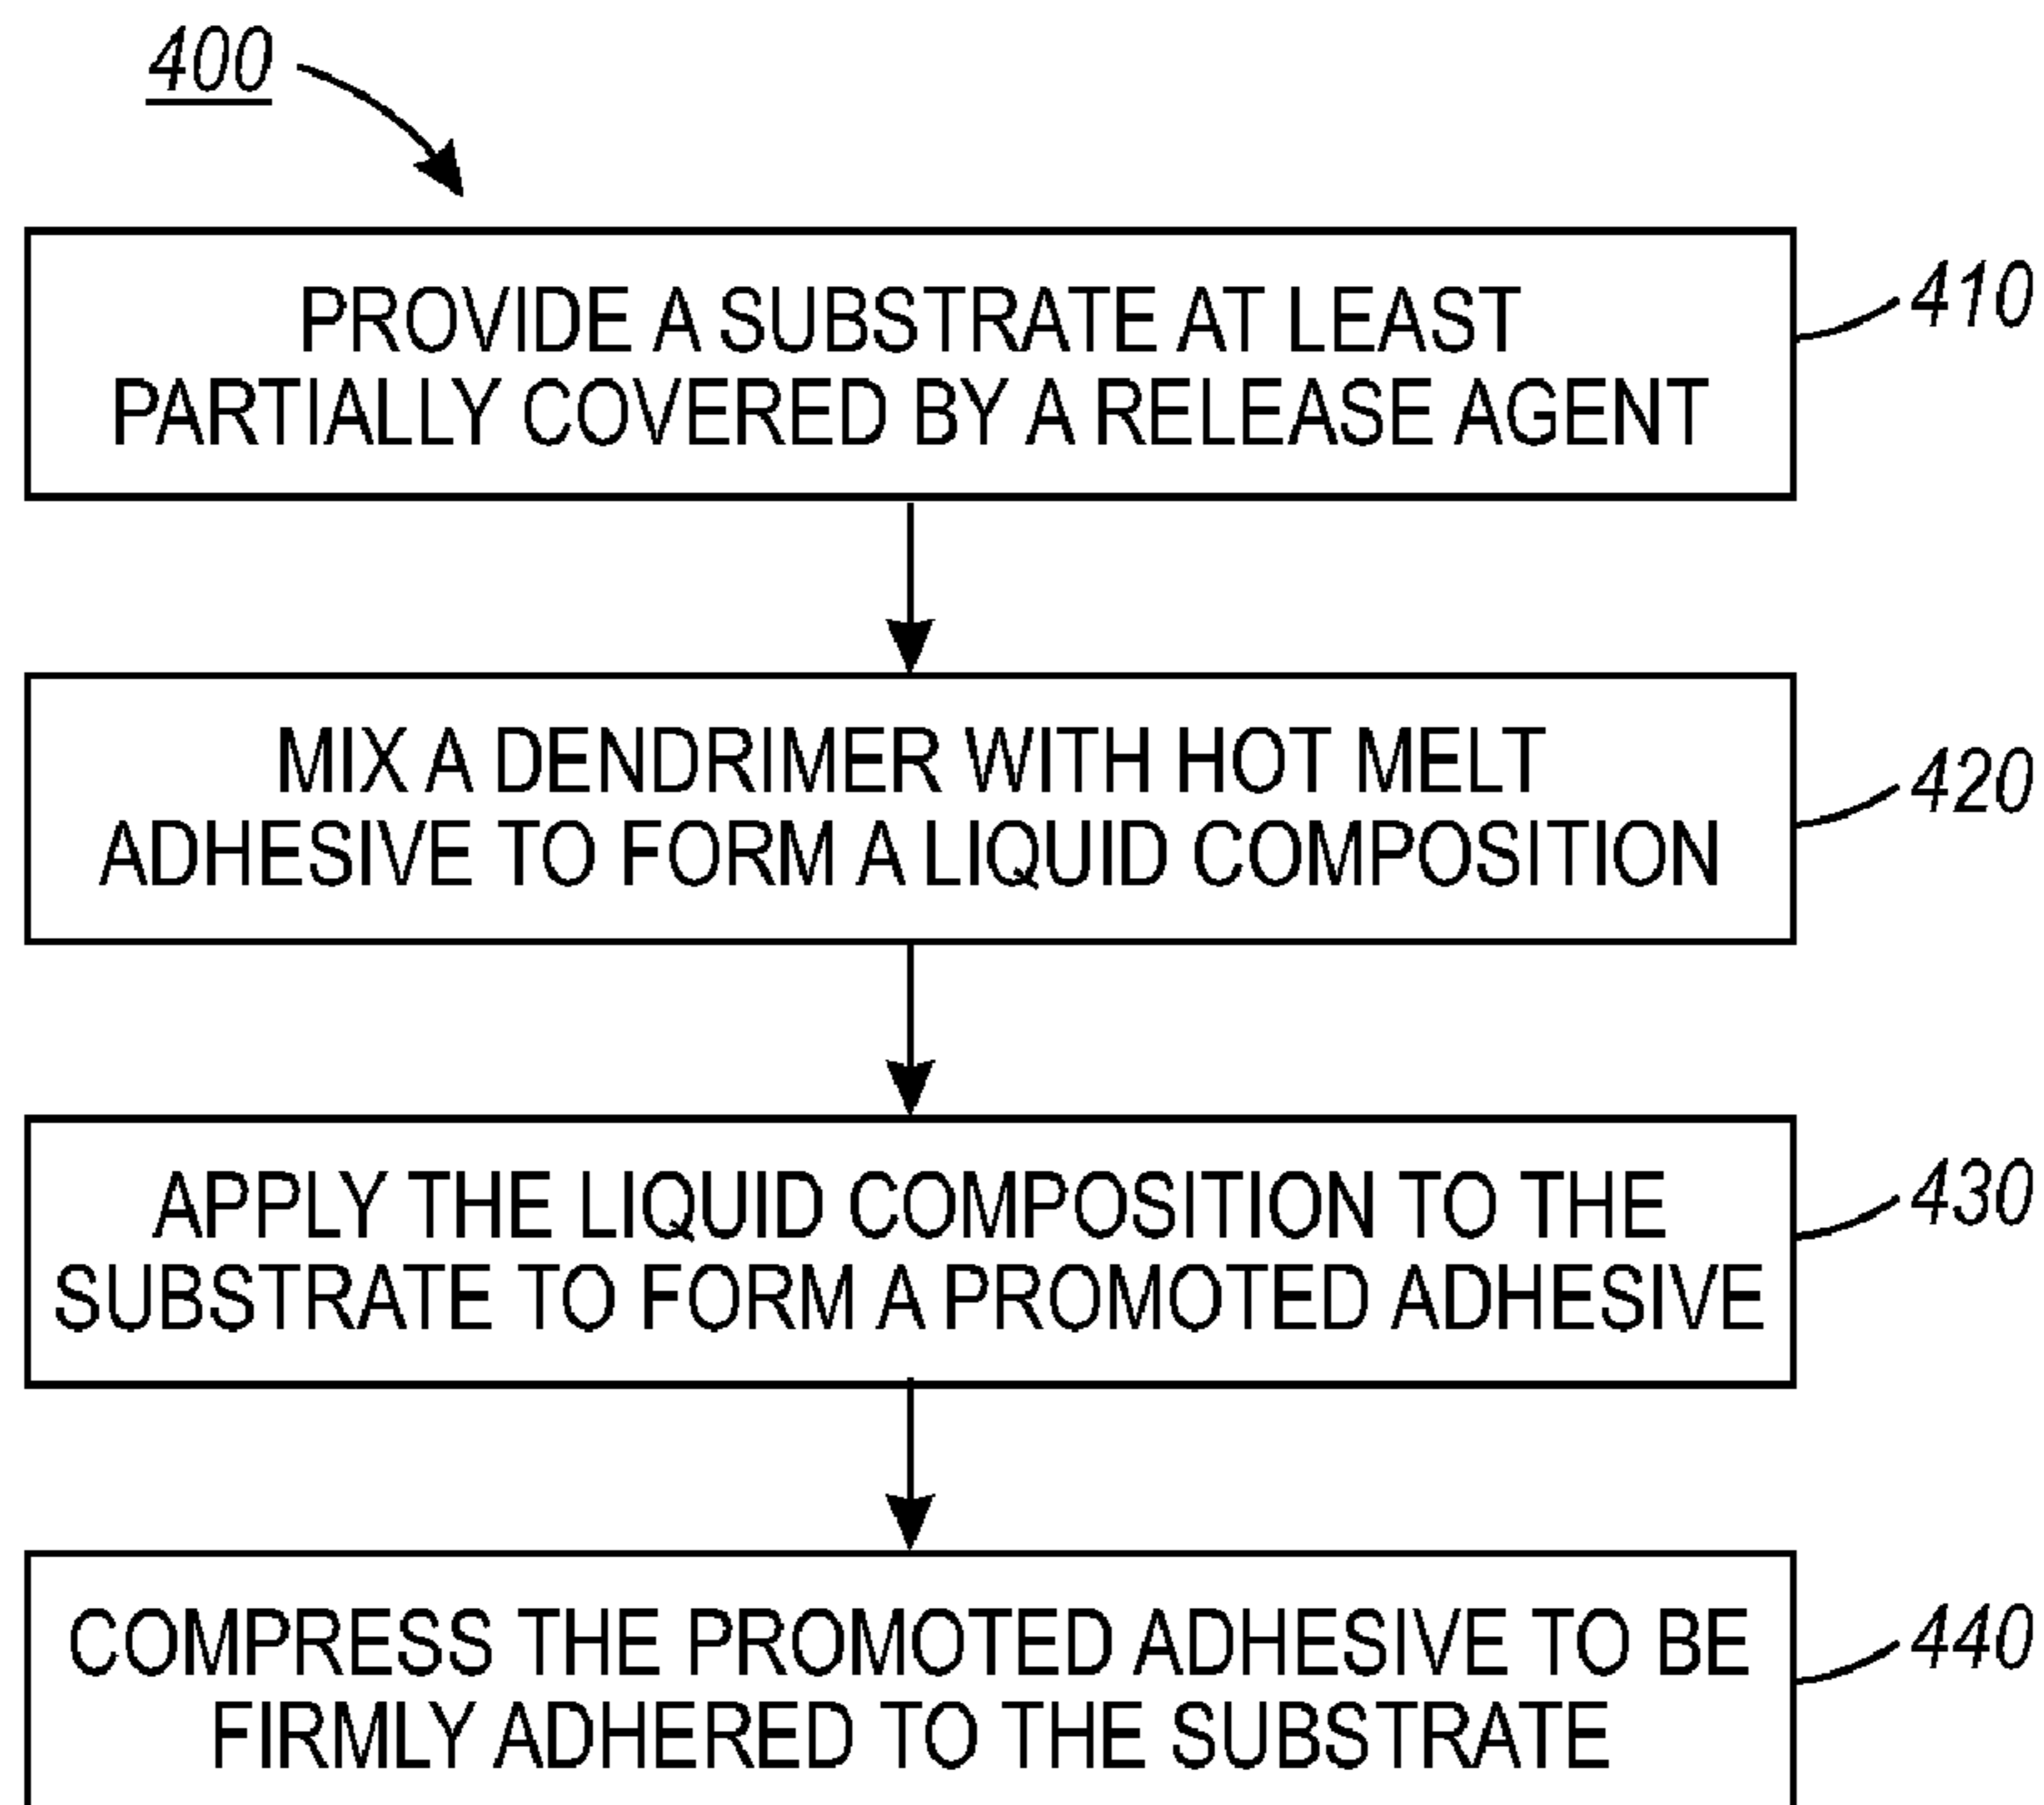 400
PROVIDE A SUBSTRATE AT LEAST
PARTIALLY COVERED BY A RELEASE AGENT
410
MIX A DENDRIMER WITH HOT MELT
ADHESIVE TO FORM A LIQUID COMPOSITION
420
APPLY THE LIQUID COMPOSITION TO THE
SUBSTRATE TO FORM A PROMOTED ADHESIVE
430
COMPRESS THE PROMOTED ADHESIVE TO BE
FIRMLY ADHERED TO THE SUBSTRATE
440